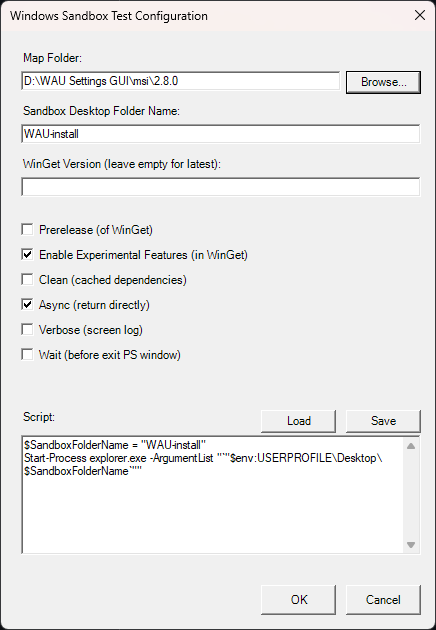 Windows Sandbox Test Configuration
Map Folder:
D:\WAU Settings GUI\msi\2.8.0
Browse...
Sandbox Desktop Folder Name:
WAU-install
WinGet Version (leave empty for latest):
Prerelease (of WinGet)
Enable Experimental Features (in WinGet)
Clean (cached dependencies)
Async (return directly)
Verbose (screen log)
Wait (before exit PS window)
Script:
Load
Save
$SandboxFolderName = "WAU-install"
Start-Process explorer.exe -ArgumentList "`"$env:USERPROFILE\Desktop\
$SandboxFolderName`""
OK
Cancel